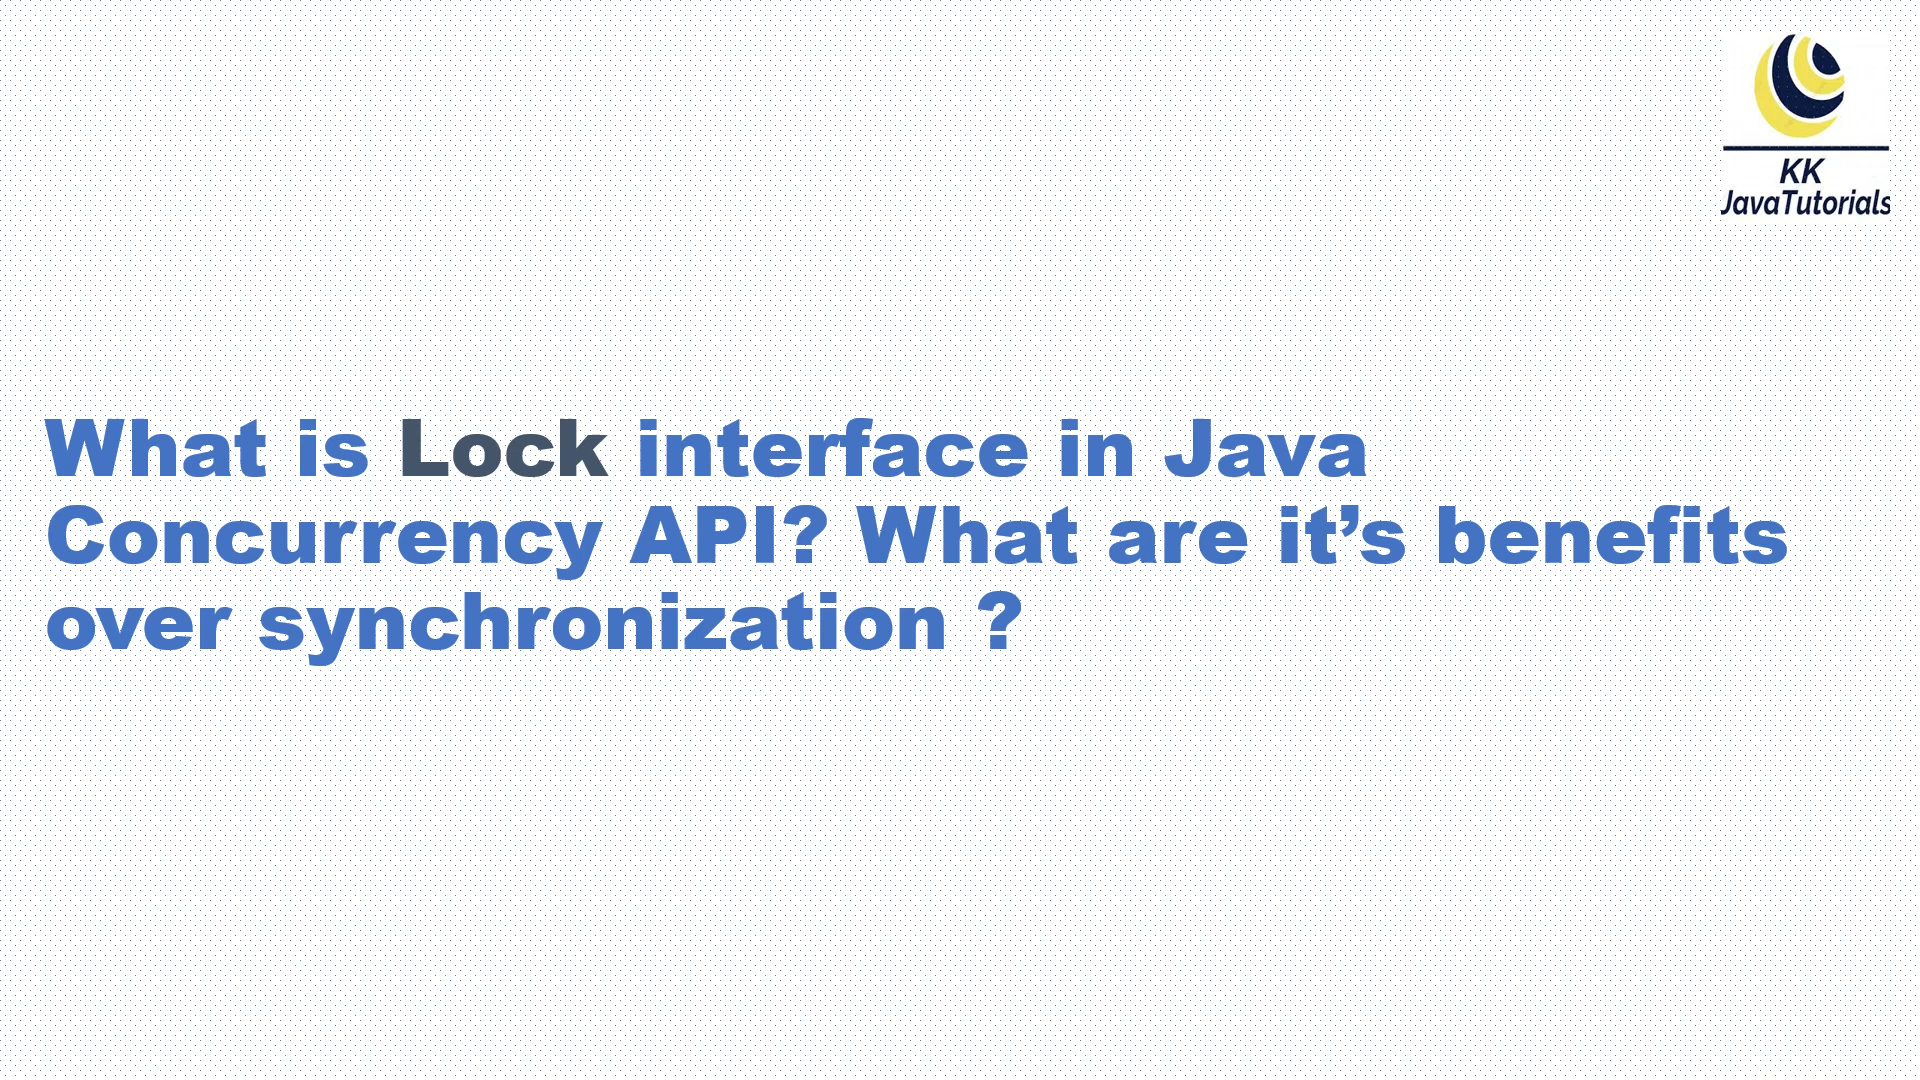 KK
JavaTutorials
What is Lock interface in Java
Concurrency API? What are it’s benefits
over synchronization ?